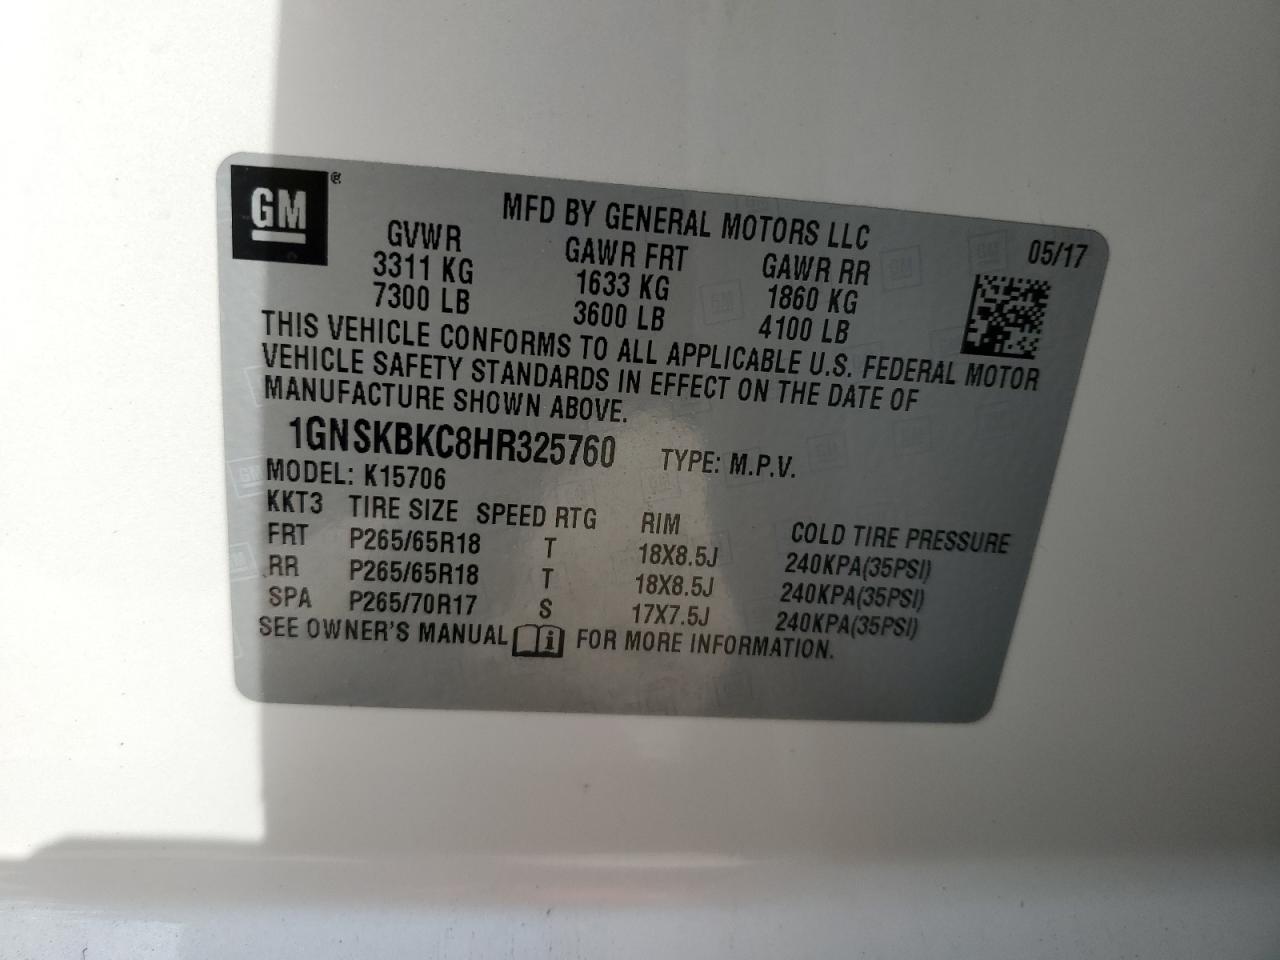 GM®
MFD BY GENERAL MOTORS LLC
05/17
GVWR GAWR FRT GAWR RR
3311 KG 1633 KG 1860 KG
7300 LB 3600 LB 4100 LB
THIS VEHICLE CONFORMS TO ALL APPLICABLE U.S. FEDERAL MOTOR
VEHICLE SAFETY STANDARDS IN EFFECT ON THE DATE OF
MANUFACTURE SHOWN ABOVE.
1GNSKBKC8HR325760 TYPE: M.P.V.
MODEL: K15706
KKT3 TIRE SIZE SPEED RTG RIM COLD TIRE PRESSURE
FRT P265/65R18 T 18X8.5J 240KPA(35PSI)
RR P265/65R18 T 18X8.5J 240KPA(35PSI)
SPA P265/70R17 S 17X7.5J 240KPA(35PSI)
SEE OWNER'S MANUAL i FOR MORE INFORMATION.